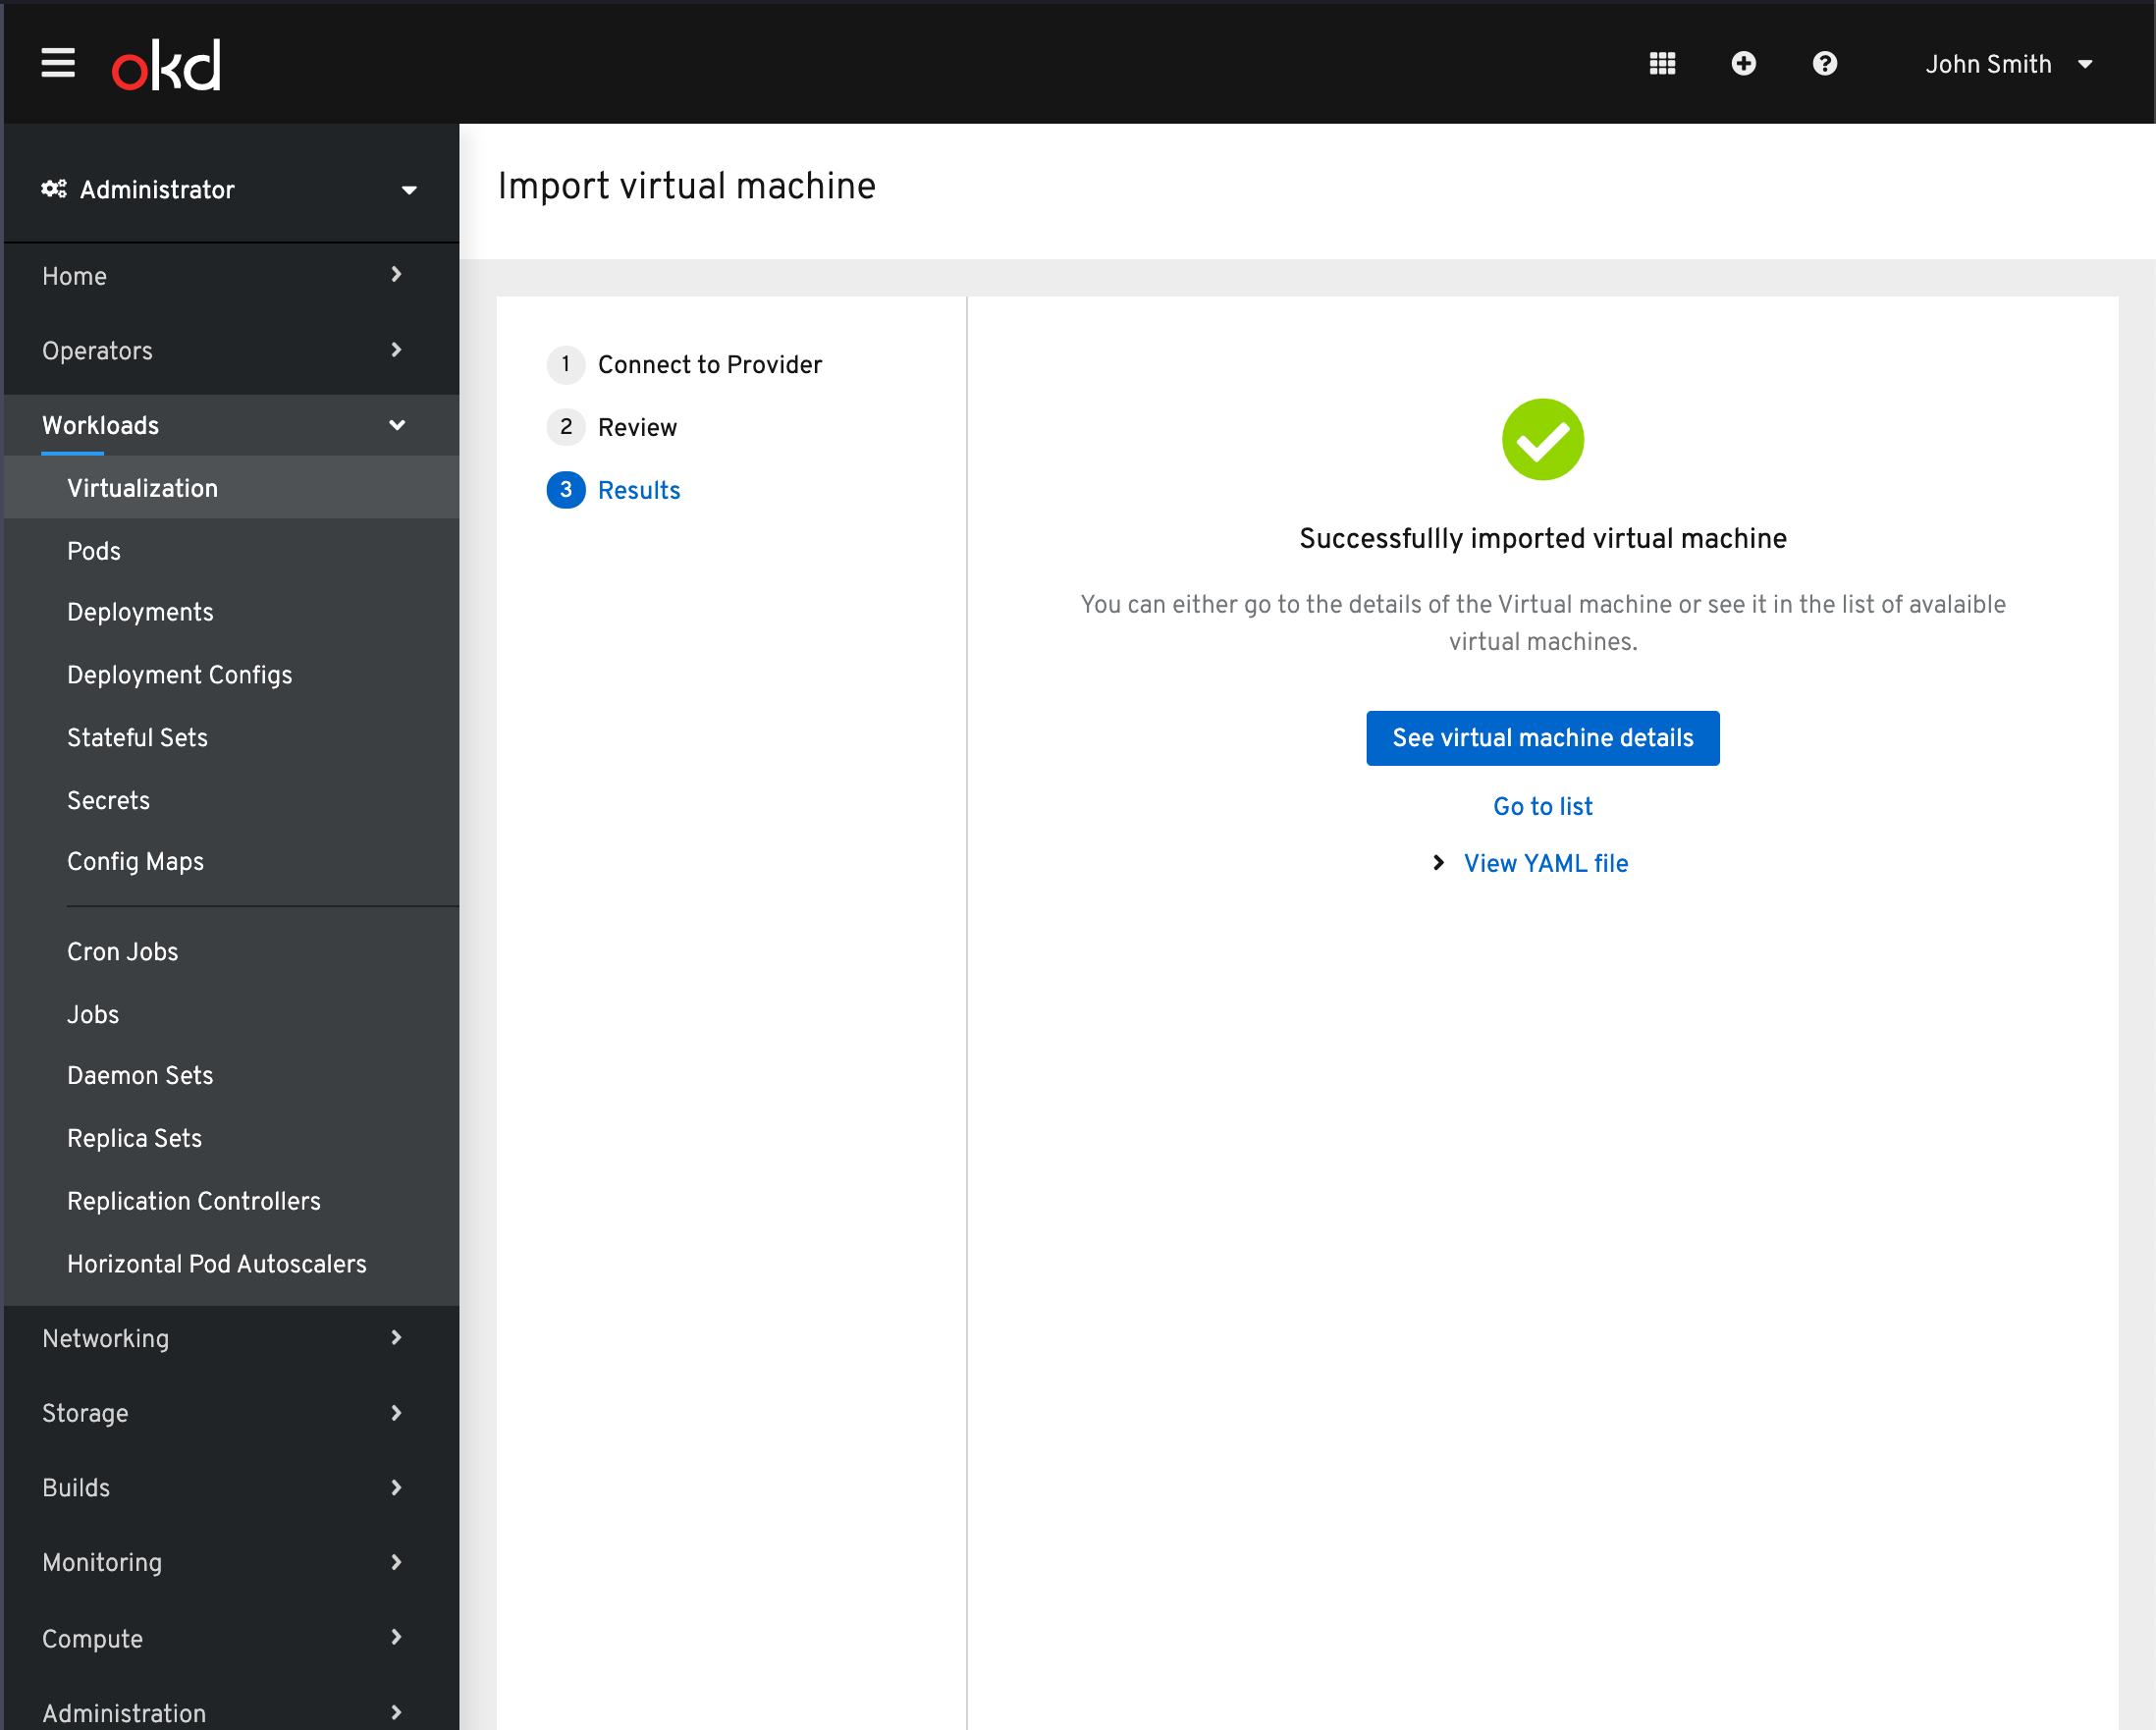 okd
John Smith
Administrator
Home
Operators
Workloads
Virtualization
Pods
Deployments
Deployment Configs
Stateful Sets
Secrets
Config Maps
Cron Jobs
Jobs
Daemon Sets
Replica Sets
Replication Controllers
Horizontal Pod Autoscalers
Networking
Storage
Builds
Monitoring
Compute
Administration
Import virtual machine
1 Connect to Provider
2 Review
3 Results
Successfullly imported virtual machine
You can either go to the details of the Virtual machine or see it in the list of avalaible
virtual machines.
See virtual machine details
Go to list
View YAML file